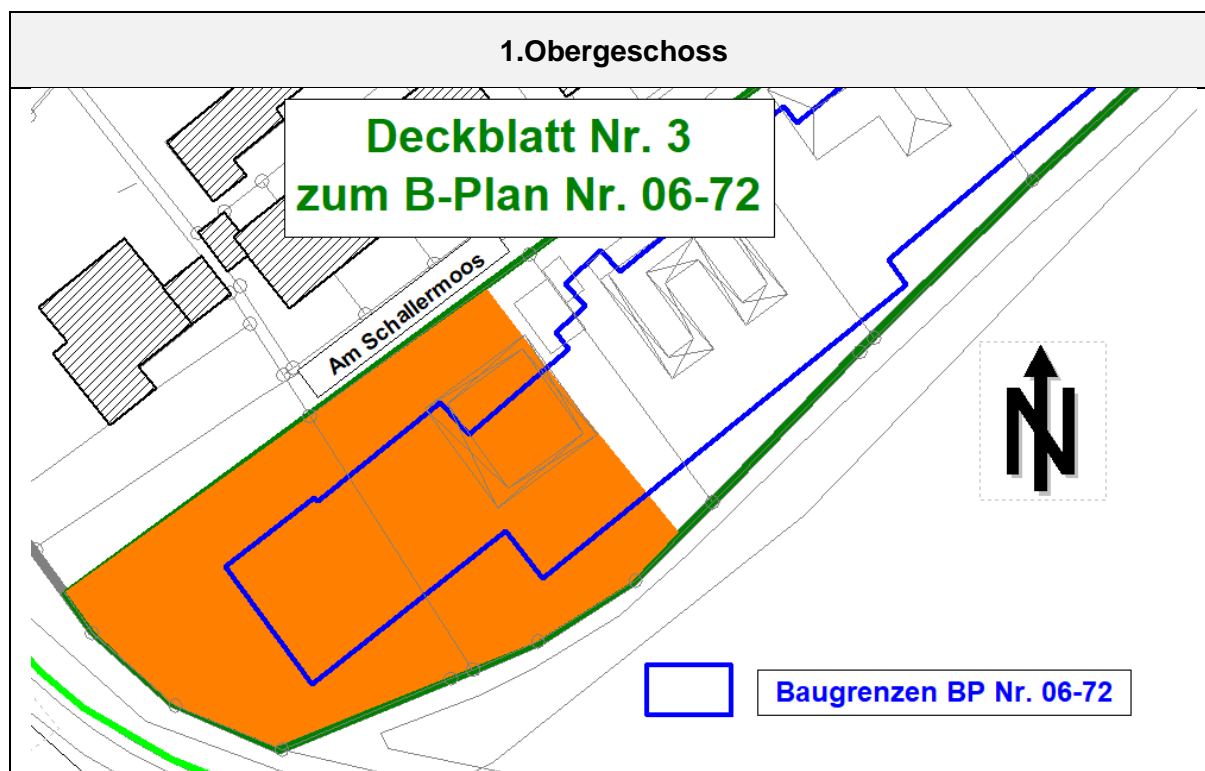 1.Obergeschoss
Deckblatt Nr. 3
zum B-Plan Nr. 06-72
Am Schallermoos
N
Baugrenzen BP Nr. 06-72